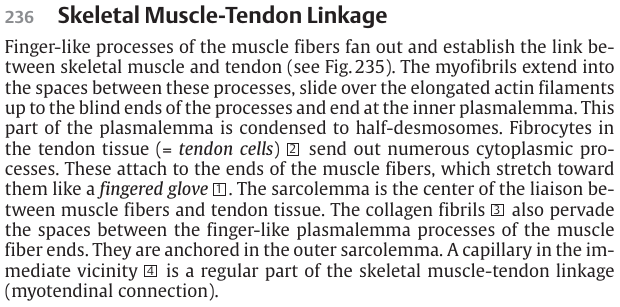 236 Skeletal Muscle-Tendon Linkage
Finger-like processes of the muscle fibers fan out and establish the link be-
tween skeletal muscle and tendon (see Fig. 235). The myofibrils extend into
the spaces between these processes, slide over the elongated actin filaments
up to the blind ends of the processes and end at the inner plasmalemma. This
part of the plasmalemma is condensed to half-desmosomes. Fibrocytes in
the tendon tissue (= tendon cells) 2 send out numerous cytoplasmic pro-
cesses. These attach to the ends of the muscle fibers, which stretch toward
them like a fingered glove 1. The sarcolemma is the center of the liaison be-
tween muscle fibers and tendon tissue. The collagen fibrils 3 also pervade
the spaces between the finger-like plasmalemma processes of the muscle
fiber ends. They are anchored in the outer sarcolemma. A capillary in the im-
mediate vicinity 4 is a regular part of the skeletal muscle-tendon linkage
(myotendinal connection).